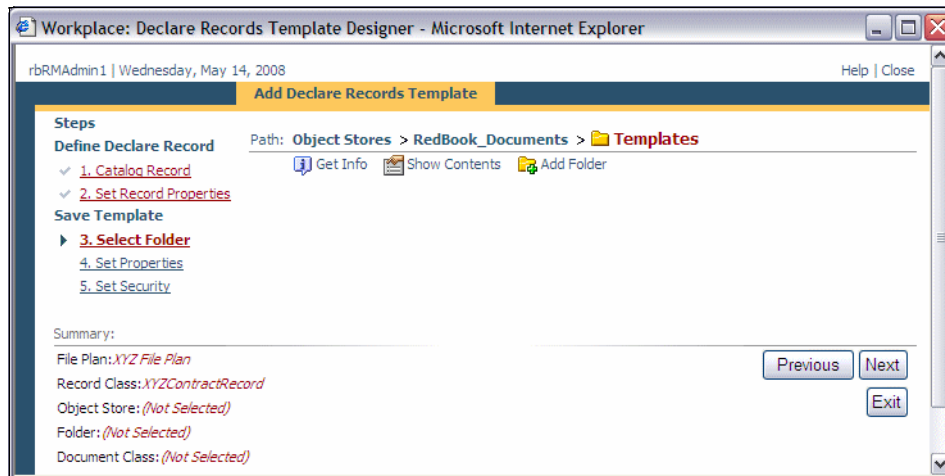 Workplace: Declare Records Template Designer - Microsoft Internet Explorer
rbRMAdmin1 | Wednesday, May 14, 2008
Help | Close
Add Declare Records Template
Steps
Define Declare Record
1. Catalog Record
2. Set Record Properties
Save Template
3. Select Folder
4. Set Properties
5. Set Security
Path: Object Stores > RedBook_Documents > Templates
Get Info Show Contents Add Folder
Summary:
File Plan:XYZ File Plan
Record Class:XYZContractRecord
Object Store:(Not Selected)
Folder:(Not Selected)
Document Class:(Not Selected)
Previous Next
Exit